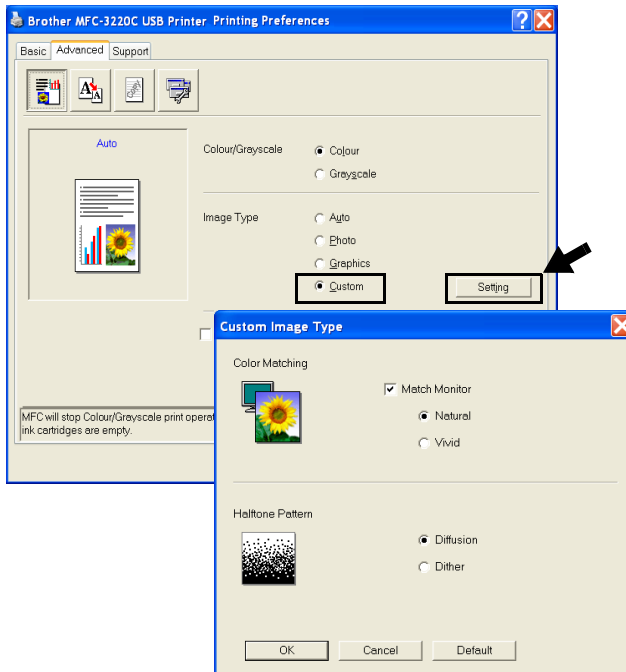 Brother MFC-3220C USB Printer Printing Preferences
Basic Advanced Support
Auto
Colour/Grayscale
Colour
Grayscale
Image Type
Auto
Photo
Graphics
Custom
Setting
MFC will stop Colour/Grayscale print operat
ink cartridges are empty.
Custom Image Type
Color Matching
Match Monitor
Natural
Vivid
Halftone Pattern
Diffusion
Dither
OK Cancel Default